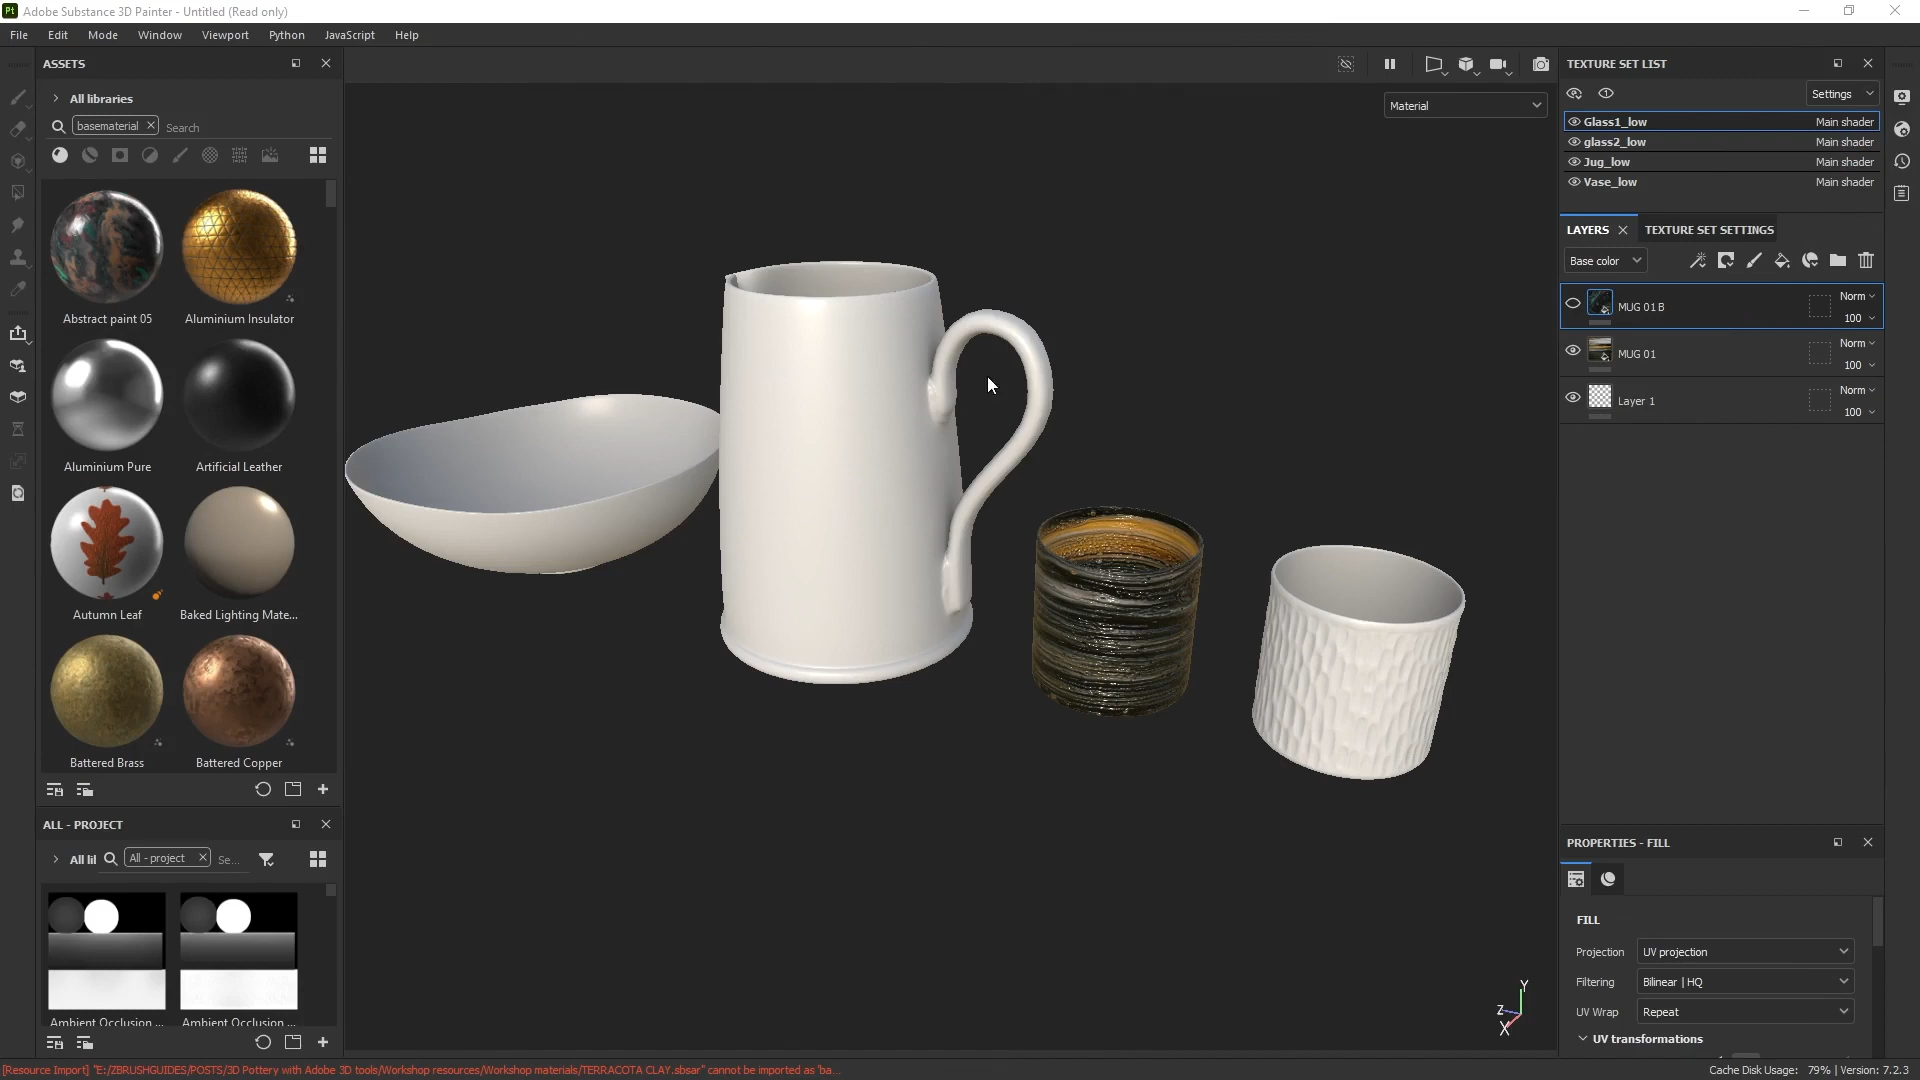 Pt Adobe Substance 3D Painter - Untitled (Read only)
File Edit Mode Window Viewport Python JavaScript Help
ASSETS
All libraries
basematerial Search
Abstract paint 05
Aluminium Insulator
Aluminium Pure
Artificial Leather
Autumn Leaf
Baked Lighting Mate...
Battered Brass
Battered Copper
ALL - PROJECT
All lil
All - project
Se...
Ambient Occlusion ...
Ambient Occlusion ...
Material
Y
Z
X
TEXTURE SET LIST
Settings
Glass1_low Main shader
glass2_low Main shader
Jug_low Main shader
Vase_low Main shader
LAYERS TEXTURE SET SETTINGS
Base color
MUG 01 B Norm
100
MUG 01 Norm
100
Layer 1 Norm
100
PROPERTIES - FILL
FILL
Projection UV projection
Filtering Bilinear | HQ
UV Wrap Repeat
UV transformations
[Resource Import] "E:/ZBRUSHGUIDES/POSTS/3D Pottery with Adobe 3D tools/Workshop resources/Workshop materials/TERRACOTA CLAY.sbsar" cannot be imported as 'ba...
Cache Disk Usage: 79% | Version: 7.2.3